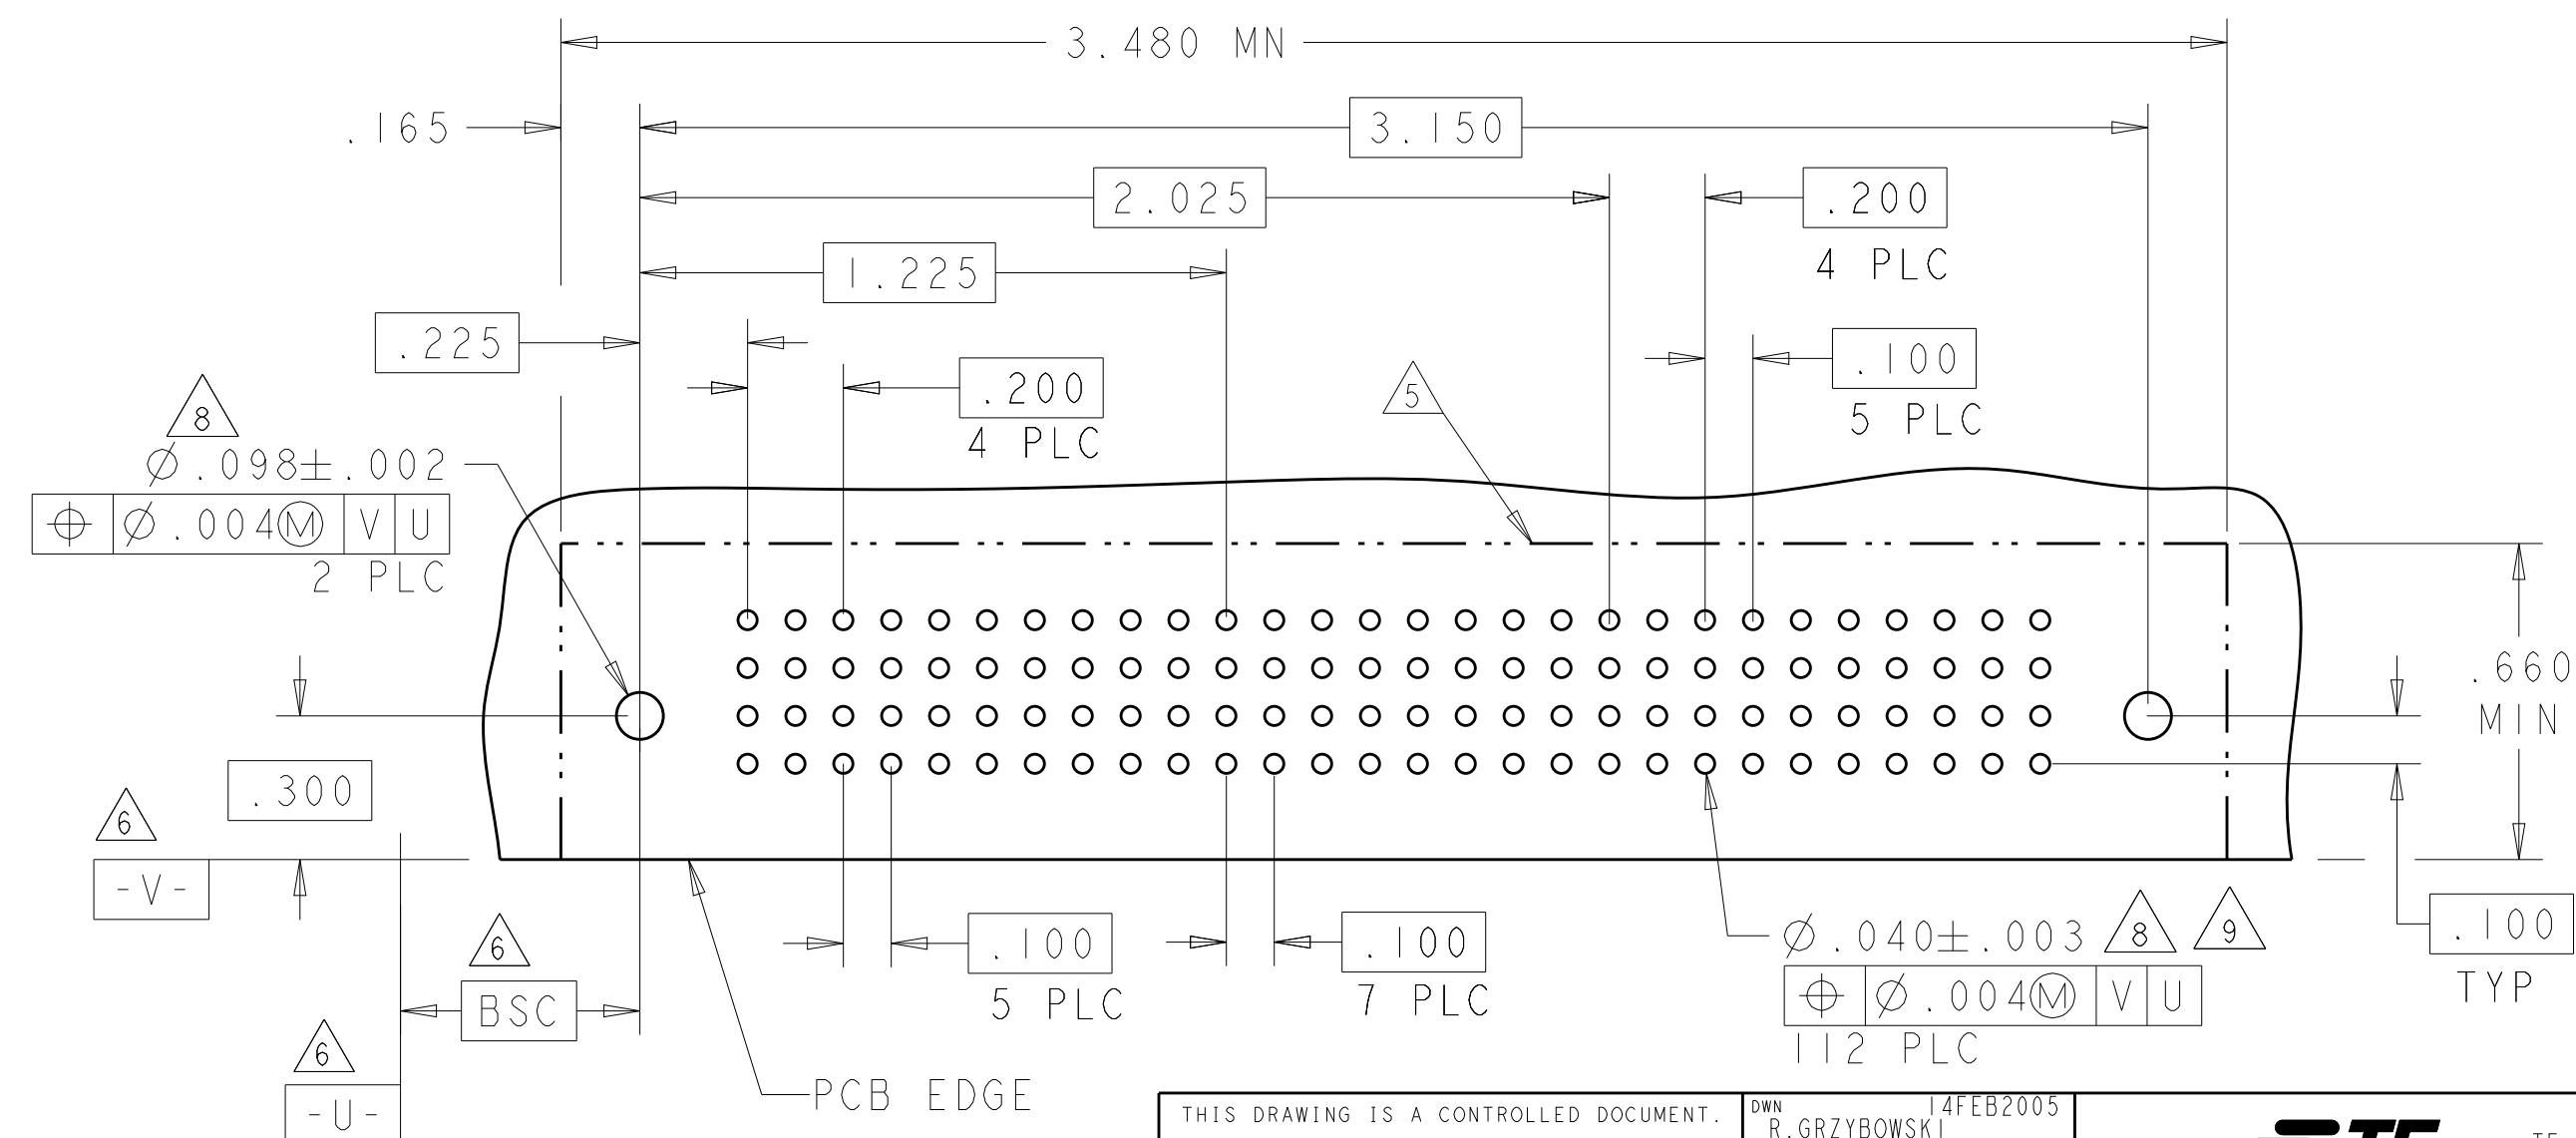 3.480 MN
.165
3.150
2.025
.200
4 PLC
1.225
.225
.100
5 PLC
.200
4 PLC
5
8
Ø.098±.002
⌖ Ø.004Ⓜ V U
2 PLC
.660
MIN
.300
6
-V-
6
BSC
6
-U-
.100
5 PLC
.100
7 PLC
Ø.040±.003 8 9
⌖ Ø.004Ⓜ V U
112 PLC
.100
TYP
PCB EDGE
THIS DRAWING IS A CONTROLLED DOCUMENT.
DWN 14FEB2005
R.GRZYBOWSKI
TE